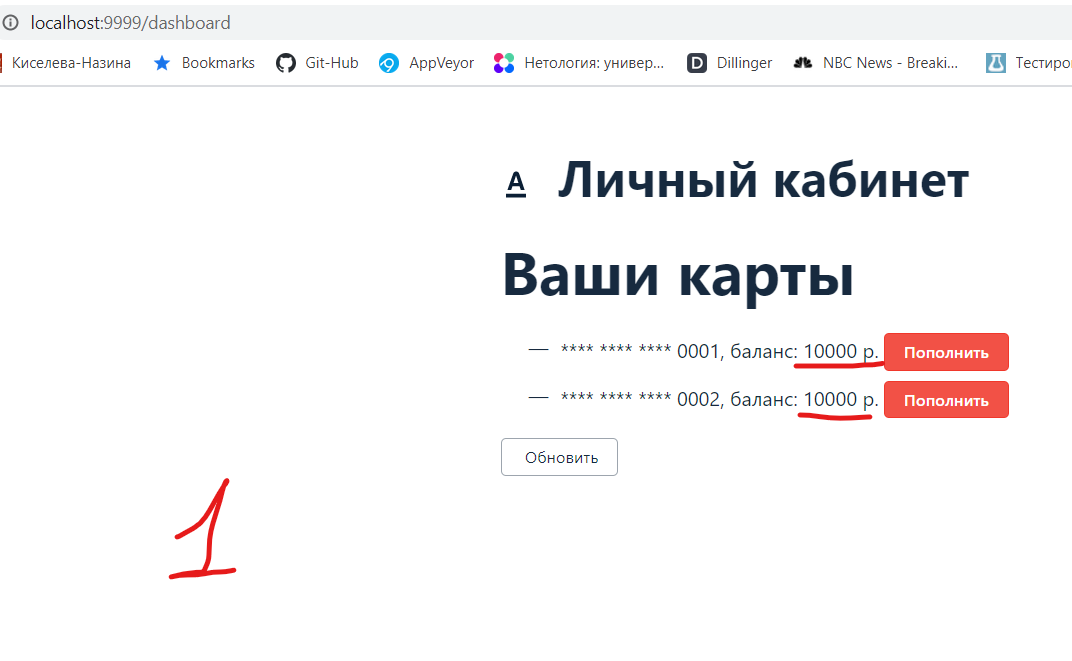 localhost:9999/dashboard
Киселева-Назина Bookmarks Git-Hub AppVeyor Нетология: универ... D Dillinger NBC News - Breaki... Тестиро
A Личный кабинет
Ваши карты
— **** **** **** 0001, баланс: 10000 р. Пополнить
— **** **** **** 0002, баланс: 10000 р. Пополнить
Обновить
1